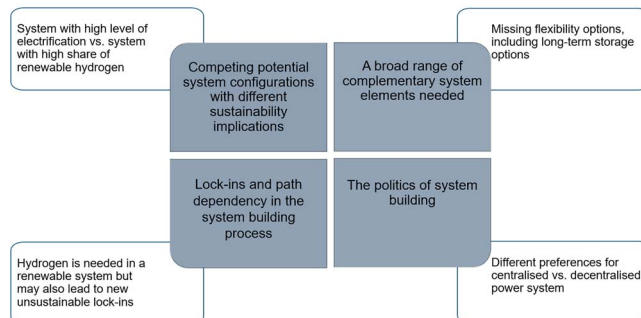 System with high level of
electrification vs. system
with high share of
renewable hydrogen
Missing flexibility options,
including long-term storage
options
Competing potential
system configurations
with different
sustainability
implications
A broad range of
complementary system
elements needed
Lock-ins and path
dependency in the
system building
process
The politics of system
building
Hydrogen is needed in a
renewable system but
may also lead to new
unsustainable lock-ins
Different preferences for
centralised vs. decentralised
power system